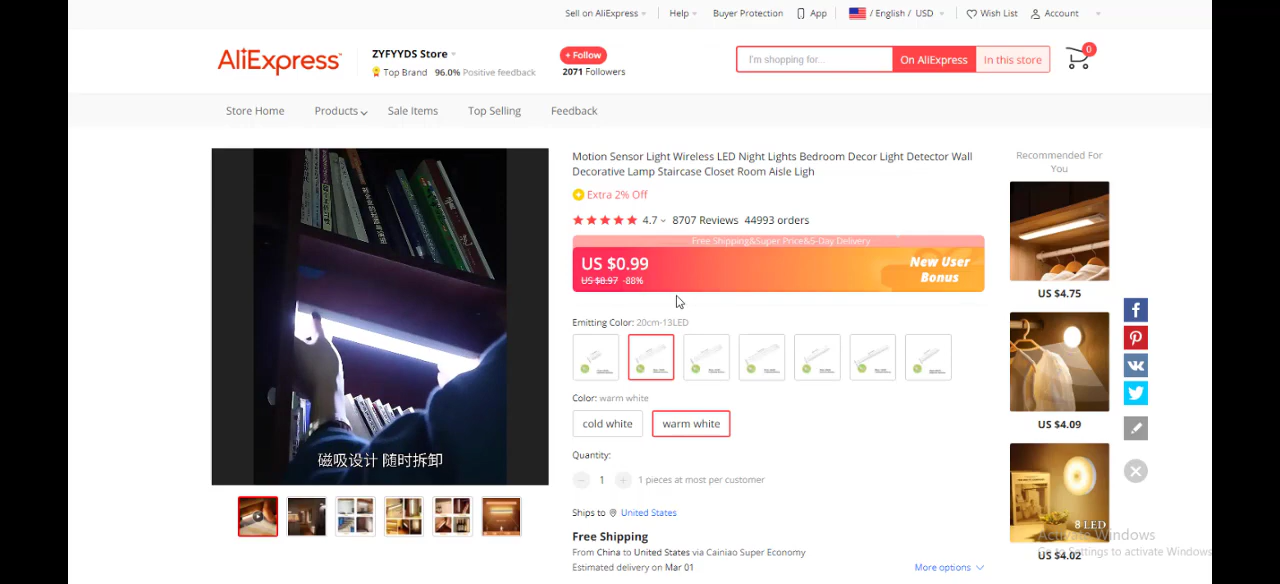 Sell on AliExpress
Help
Buyer Protection
App
/ English / USD
Wish List
Account
AliExpress
ZYFYYDS Store
Top Brand 96.0% Positive feedback
+ Follow
2071 Followers
I'm shopping for...
On AliExpress
In this store
0
Store Home
Products
Sale Items
Top Selling
Feedback
磁吸设计 随时拆卸
Motion Sensor Light Wireless LED Night Lights Bedroom Decor Light Detector Wall
Decorative Lamp Staircase Closet Room Aisle Ligh
Extra 2% Off
4.7 8707 Reviews 44993 orders
Free Shipping&Super Price&5-Day Delivery
US $0.99
US $8.97 -88%
New User
Bonus
Emitting Color: 20cm-13LED
Color: warm white
cold white
warm white
Quantity:
− 1 + 1 pieces at most per customer
Ships to United States
Free Shipping
From China to United States via Cainiao Super Economy
Estimated delivery on Mar 01
More options
Recommended For
You
US $4.75
US $4.09
8 LED
US $4.02
Activate Windows
Go to Settings to activate Windows